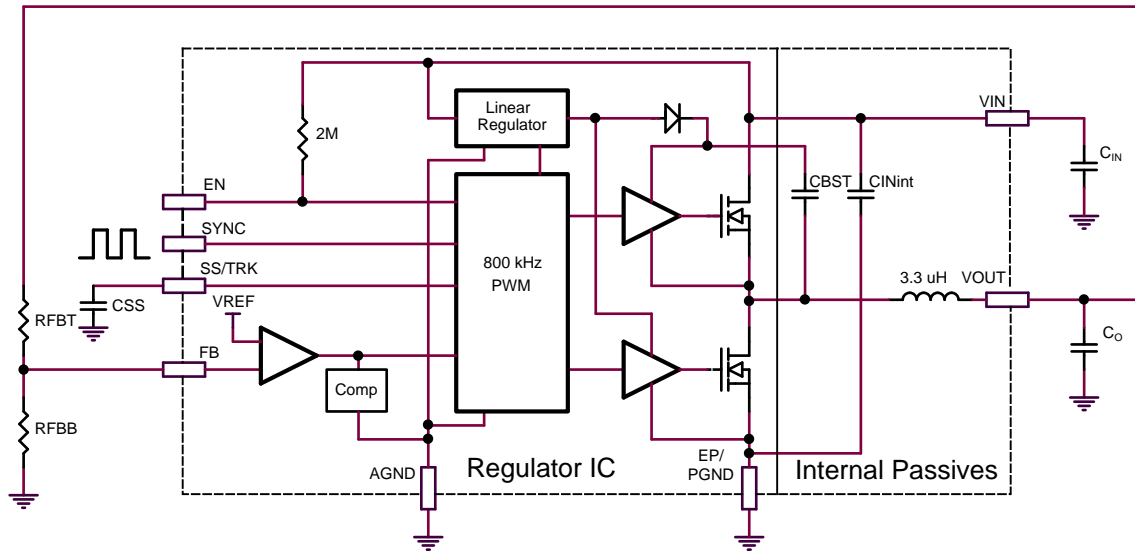 Linear
Regulator
VIN
2M
CIN
EN
CBST
CINint
SYNC
SS/TRK
800 kHz
PWM
3.3 uH
VOUT
CSS
VREF
RFBT
FB
CO
Comp
RFBB
AGND
Regulator IC
EP/
PGND
Internal Passives